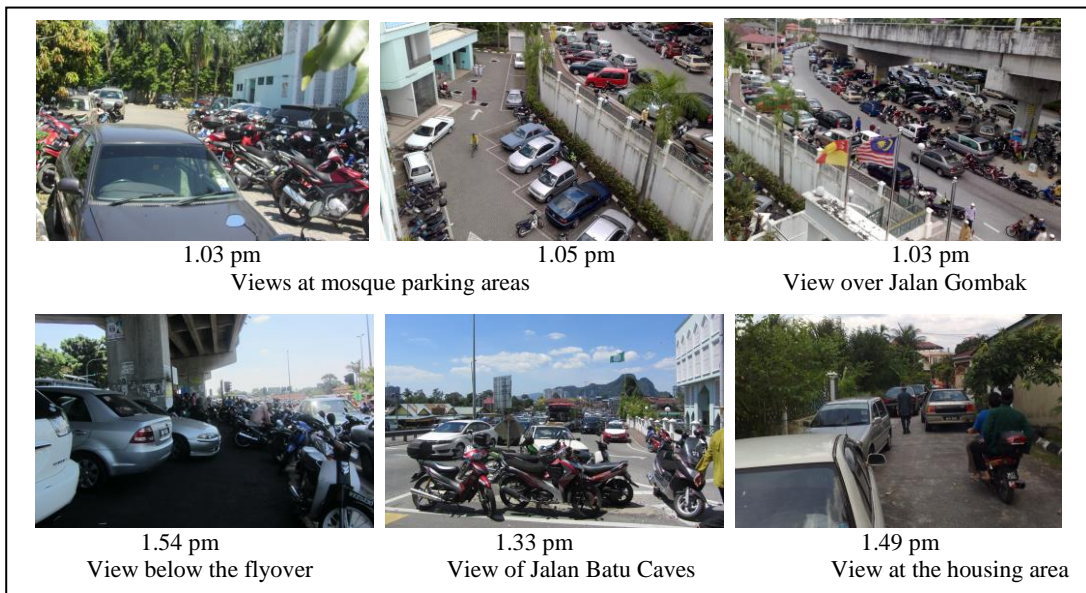 1.03 pm
1.05 pm
1.03 pm
Views at mosque parking areas
View over Jalan Gombak
1.54 pm
1.33 pm
1.49 pm
View below the flyover
View of Jalan Batu Caves
View at the housing area